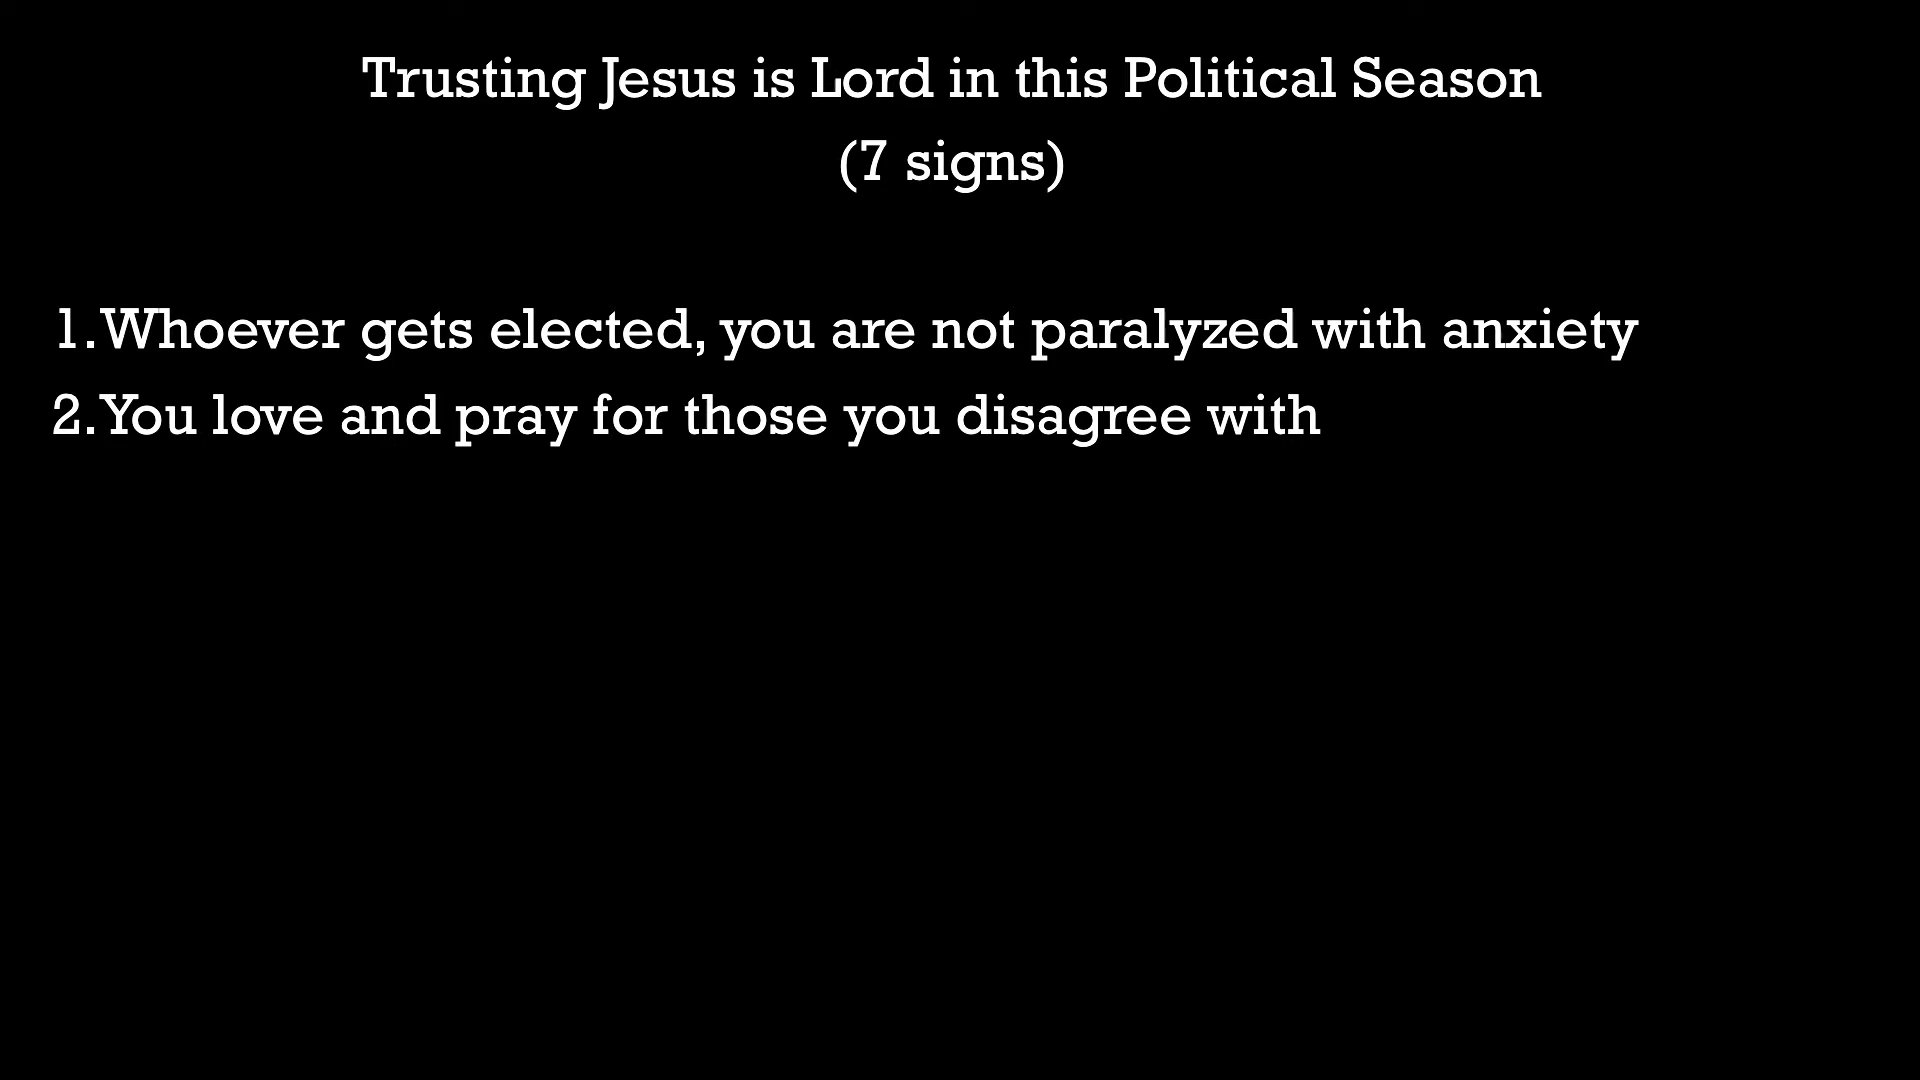 Trusting Jesus is Lord in this Political Season
(7 signs)
1. Whoever gets elected, you are not paralyzed with anxiety
2. You love and pray for those you disagree with